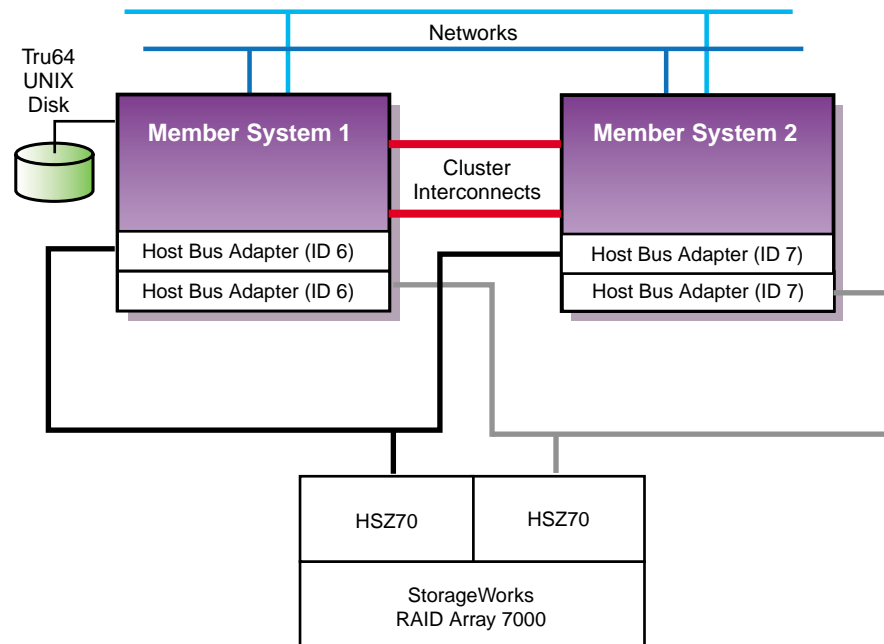 Networks
Tru64
UNIX
Disk
Member System 1
Member System 2
Cluster
Interconnects
Host Bus Adapter (ID 6)
Host Bus Adapter (ID 7)
Host Bus Adapter (ID 6)
Host Bus Adapter (ID 7)
HSZ70
HSZ70
StorageWorks
RAID Array 7000